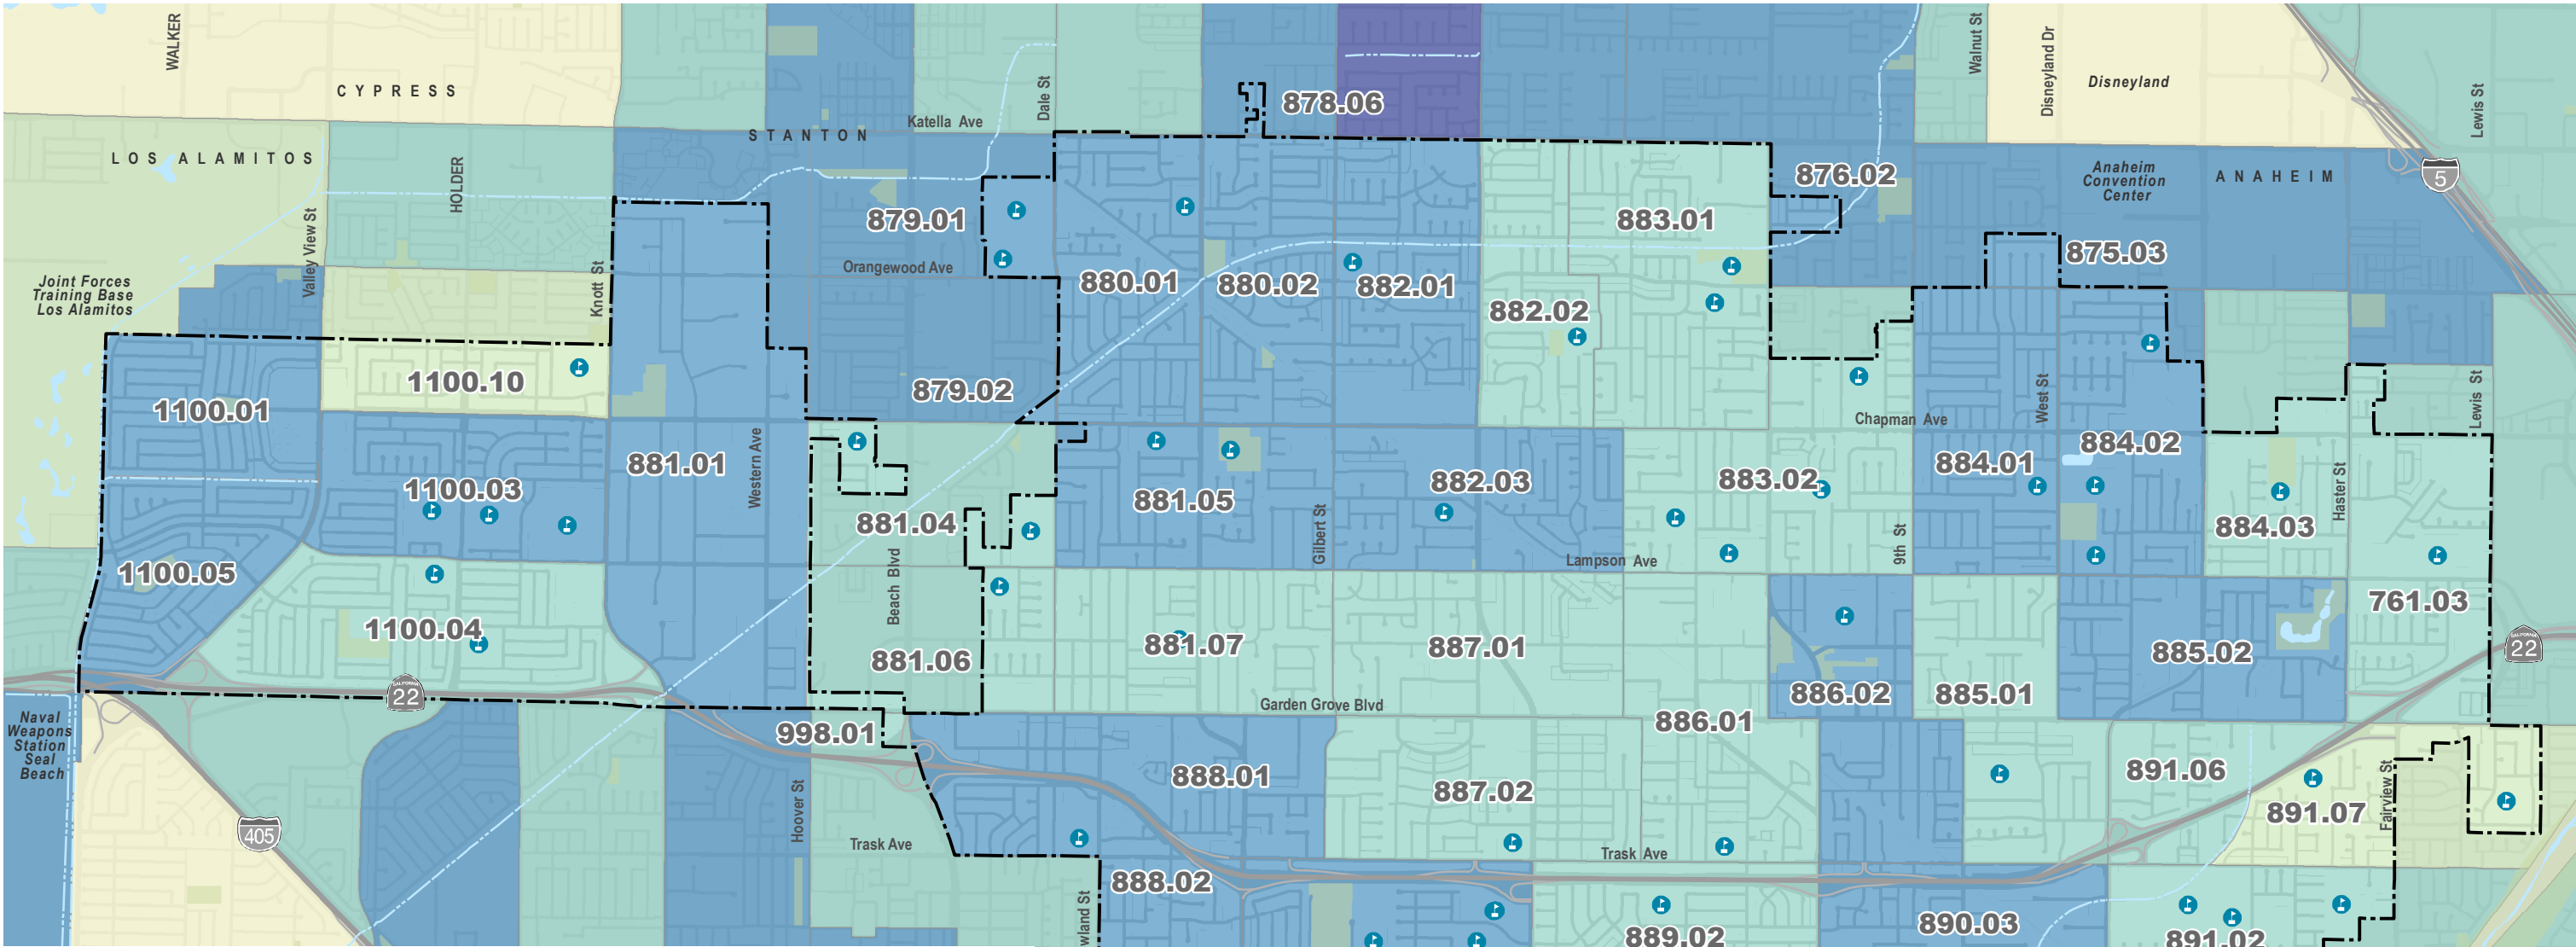 WALKER
CYPRESS
Dale St
878.06
Walnut St
Disneyland Dr
Disneyland
Lewis St
Katella Ave
STANTON
LOS ALAMITOS
HOLDER
Valley View St
Knott St
879.01
Orangewood Ave
883.01
876.02
Anaheim
Convention
Center
ANAHEIM
5
875.03
Joint Forces
Training Base
Los Alamitos
880.01
880.02
882.01
882.02
1100.01
1100.10
879.02
Chapman Ave
West St
Lewis St
884.02
881.01
Western Ave
1100.03
881.05
882.03
883.02
884.01
Haster St
884.03
881.04
Beach Blvd
Gilbert St
Lampson Ave
9th St
1100.05
1100.04
761.03
881.06
881.07
887.01
885.02
CALIFORNIA
22
CALIFORNIA
22
886.02
885.01
Garden Grove Blvd
886.01
998.01
Naval
Weapons
Station
Seal
Beach
888.01
887.02
891.06
Hoover St
Fairview St
891.07
405
Trask Ave
Trask Ave
888.02
wland St
890.03
889.02
891.02